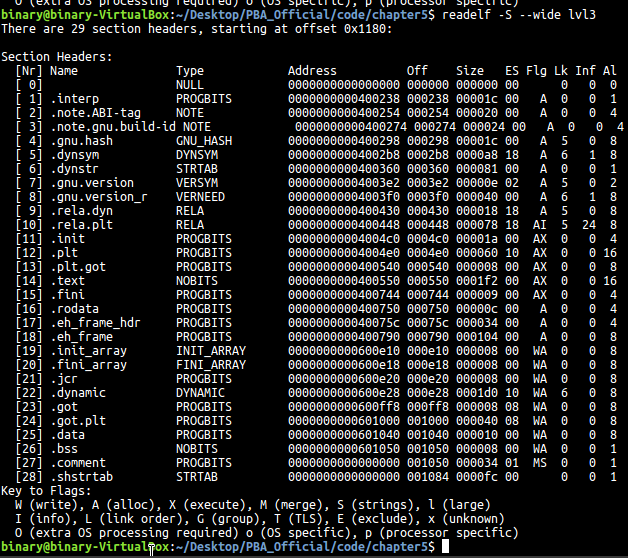 O (extra OS processing required) o (OS specific), p (processor specific)
binary@binary-VirtualBox:~/Desktop/PBA_Official/code/chapter5$ readelf -S --wide lvl3
There are 29 section headers, starting at offset 0x1180:
Section Headers:
[Nr] Name Type Address Off Size ES Flg Lk Inf Al
[ 0] NULL 0000000000000000 000000 000000 00 0 0 0
[ 1] .interp PROGBITS 0000000000400238 000238 00001c 00 A 0 0 1
[ 2] .note.ABI-tag NOTE 0000000000400254 000254 000020 00 A 0 0 4
[ 3] .note.gnu.build-id NOTE 0000000000400274 000274 000024 00 A 0 0 4
[ 4] .gnu.hash GNU_HASH 0000000000400298 000298 00001c 00 A 5 0 8
[ 5] .dynsym DYNSYM 00000000004002b8 0002b8 0000a8 18 A 6 1 8
[ 6] .dynstr STRTAB 0000000000400360 000360 000081 00 A 0 0 1
[ 7] .gnu.version VERSYM 00000000004003e2 0003e2 00000e 02 A 5 0 2
[ 8] .gnu.version_r VERNEED 00000000004003f0 0003f0 000040 00 A 6 1 8
[ 9] .rela.dyn RELA 0000000000400430 000430 000018 18 A 5 0 8
[10] .rela.plt RELA 0000000000400448 000448 000078 18 AI 5 24 8
[11] .init PROGBITS 00000000004004c0 0004c0 00001a 00 AX 0 0 4
[12] .plt PROGBITS 00000000004004e0 0004e0 000060 10 AX 0 0 16
[13] .plt.got PROGBITS 0000000000400540 000540 000008 00 AX 0 0 8
[14] .text NOBITS 0000000000400550 000550 0001f2 00 AX 0 0 16
[15] .fini PROGBITS 0000000000400744 000744 000009 00 AX 0 0 4
[16] .rodata PROGBITS 0000000000400750 000750 00000c 00 A 0 0 4
[17] .eh_frame_hdr PROGBITS 000000000040075c 00075c 000034 00 A 0 0 4
[18] .eh_frame PROGBITS 0000000000400790 000790 000104 00 A 0 0 8
[19] .init_array INIT_ARRAY 0000000000600e10 000e10 000008 00 WA 0 0 8
[20] .fini_array FINI_ARRAY 0000000000600e18 000e18 000008 00 WA 0 0 8
[21] .jcr PROGBITS 0000000000600e20 000e20 000008 00 WA 0 0 8
[22] .dynamic DYNAMIC 0000000000600e28 000e28 0001d0 10 WA 6 0 8
[23] .got PROGBITS 0000000000600ff8 000ff8 000008 08 WA 0 0 8
[24] .got.plt PROGBITS 0000000000601000 001000 000040 08 WA 0 0 8
[25] .data PROGBITS 0000000000601040 001040 000010 00 WA 0 0 8
[26] .bss NOBITS 0000000000601050 001050 000008 00 WA 0 0 1
[27] .comment PROGBITS 0000000000000000 001050 000034 01 MS 0 0 1
[28] .shstrtab STRTAB 0000000000000000 001084 0000fc 00 0 0 1
Key to Flags:
W (write), A (alloc), X (execute), M (merge), S (strings), l (large)
I (info), L (link order), G (group), T (TLS), E (exclude), x (unknown)
O (extra OS processing required) o (OS specific), p (processor specific)
binary@binary-VirtualBox:~/Desktop/PBA_Official/code/chapter5$